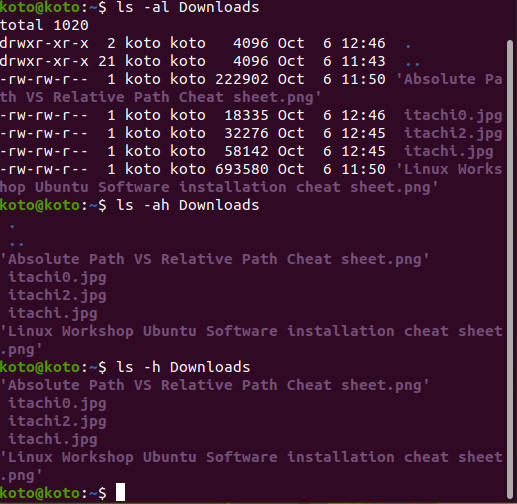 koto@koto:~$ ls -al Downloads
total 1020
drwxr-xr-x  2 koto koto   4096 Oct  6 12:46  .
drwxr-xr-x 21 koto koto   4096 Oct  6 11:43  ..
-rw-rw-r--  1 koto koto 222902 Oct  6 11:50 'Absolute Pa
th VS Relative Path Cheat sheet.png'
-rw-rw-r--  1 koto koto  18335 Oct  6 12:46  itachi0.jpg
-rw-rw-r--  1 koto koto  32276 Oct  6 12:45  itachi2.jpg
-rw-rw-r--  1 koto koto  58142 Oct  6 12:45  itachi.jpg
-rw-rw-r--  1 koto koto 693580 Oct  6 11:50 'Linux Works
hop Ubuntu Software installation cheat sheet.png'
koto@koto:~$ ls -ah Downloads
 .
 ..
'Absolute Path VS Relative Path Cheat sheet.png'
 itachi0.jpg
 itachi2.jpg
 itachi.jpg
'Linux Workshop Ubuntu Software installation cheat sheet
.png'
koto@koto:~$ ls -h Downloads
'Absolute Path VS Relative Path Cheat sheet.png'
 itachi0.jpg
 itachi2.jpg
 itachi.jpg
'Linux Workshop Ubuntu Software installation cheat sheet
.png'
koto@koto:~$